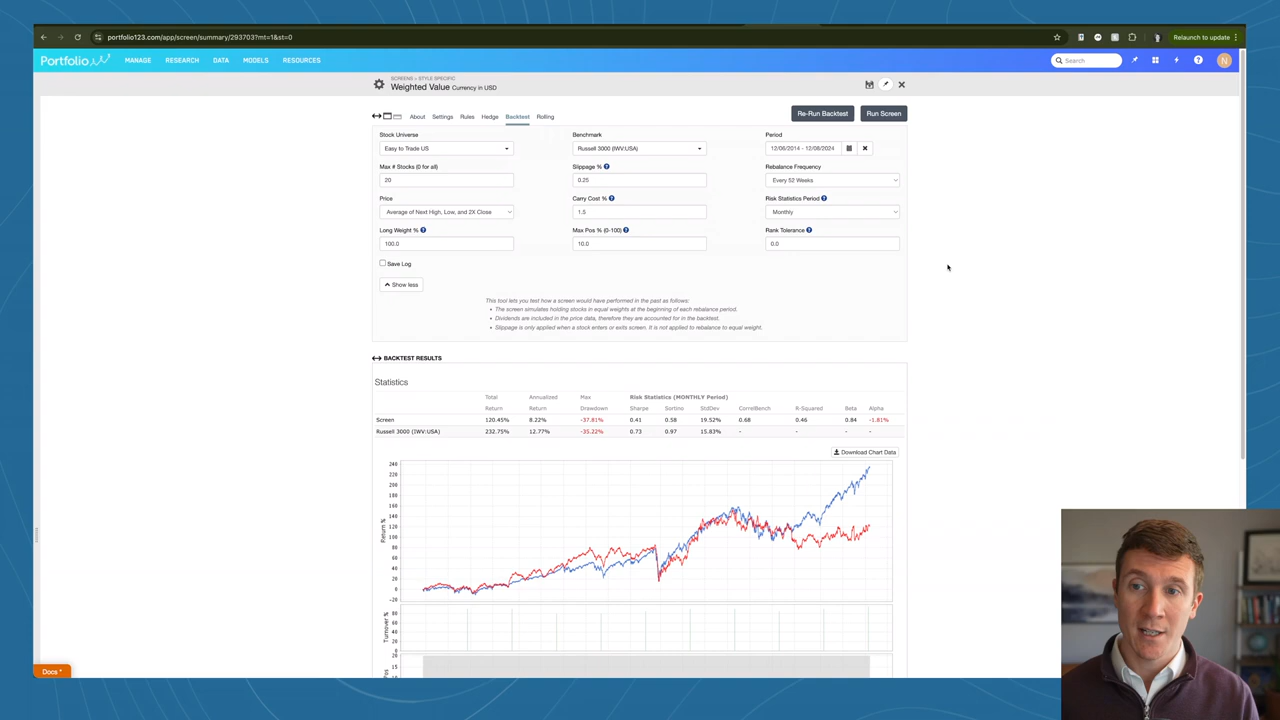 portfolio123.com/app/screen/summary/293703?mt=1&st=0
Relaunch to update
Portfolio
MANAGE
RESEARCH
DATA
MODELS
RESOURCES
Search
N
SCREENS > STYLE SPECIFIC
Weighted Value Currency in USD
About
Settings
Rules
Hedge
Backtest
Rolling
Re-Run Backtest
Run Screen
Stock Universe
Benchmark
Period
Easy to Trade US
Russell 3000 (IWV:USA)
12/08/2014 - 12/08/2024
Max # Stocks (0 for all)
Slippage %
Rebalance Frequency
20
0.25
Every 52 Weeks
Price
Carry Cost %
Risk Statistics Period
Average of Next High, Low, and 2X Close
1.5
Monthly
Long Weight %
Max Pos % (0-100)
Rank Tolerance
100.0
10.0
0.0
Save Log
Show less
This tool lets you test how a screen would have performed in the past as follows:
• The screen simulates holding stocks in equal weights at the beginning of each rebalance period.
• Dividends are included in the price data, therefore they are accounted for in the backtest.
• Slippage is only applied when a stock enters or exits screen. It is not applied to rebalance to equal weight.
BACKTEST RESULTS
Statistics
Total Annualized Max Risk Statistics (MONTHLY Period)
Return Return Drawdown Sharpe Sortino StdDev CorrelBench R-Squared Beta Alpha
Screen 120.45% 8.22% -37.81% 0.41 0.58 19.52% 0.68 0.46 0.84 -1.81%
Russell 3000 (IWV:USA) 232.75% 12.77% -35.22% 0.73 0.97 15.83% - - - -
Download Chart Data
240
220
200
180
160
140
120
100
80
60
40
20
0
-20
Return %
80
60
40
20
0
Turnover %
20
15
Pos
Docs